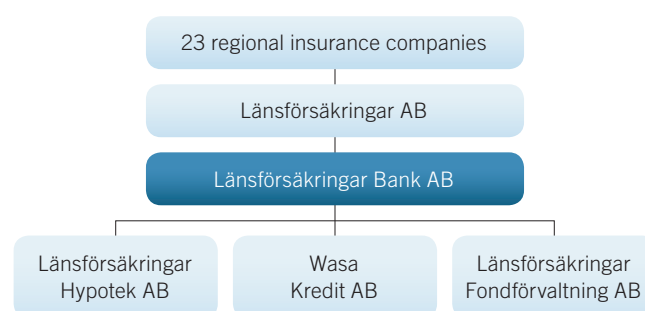 23 regional insurance companies
Länsförsäkringar AB
Länsförsäkringar Bank AB
Länsförsäkringar
Hypotek AB
Wasa
Kredit AB
Länsförsäkringar
Fondförvaltning AB